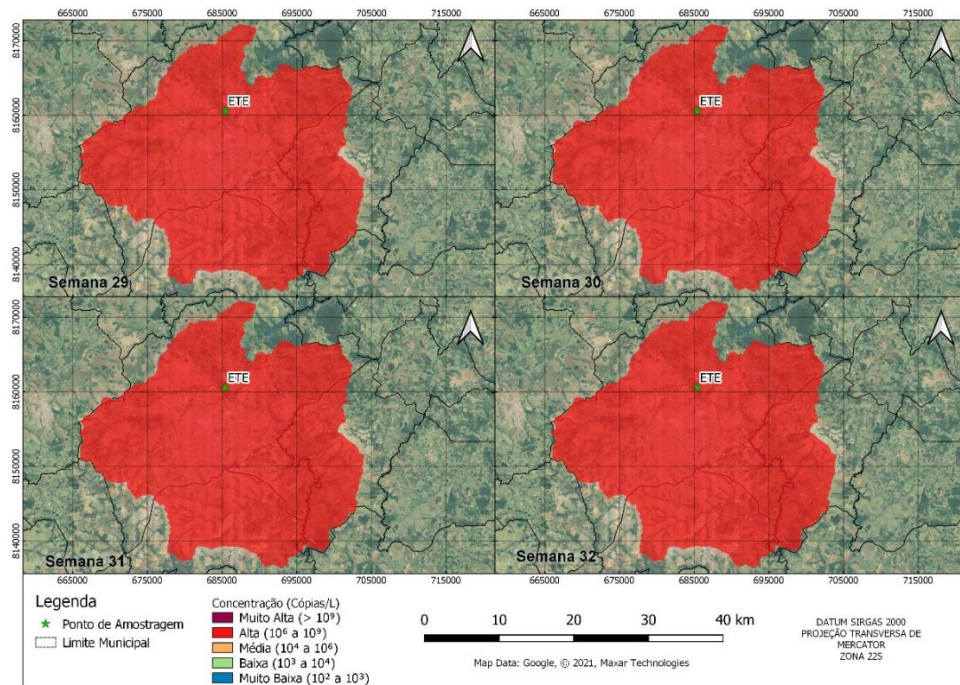 665000 675000 685000 695000 705000 715000 665000 675000 685000 695000 705000 715000
8170000
8160000
8150000
8140000
ETE
Semana 29
ETE
Semana 30
8170000
8160000
8150000
8140000
ETE
Semana 31
ETE
Semana 32
665000 675000 685000 695000 705000 715000 665000 675000 685000 695000 705000 715000
Legenda
Ponto de Amostragem
Limite Municipal
Concentração (Cópias/L)
Muito Alta (> 10⁹)
Alta (10⁶ a 10⁹)
Média (10⁴ a 10⁶)
Baixa (10³ a 10⁴)
Muito Baixa (10² a 10³)
0 10 20 30 40 km
Map Data: Google, © 2021, Maxar Technologies
DATUM SIRGAS 2000
PROJEÇÃO TRANSVERSA DE
MERCATOR
ZONA 22S